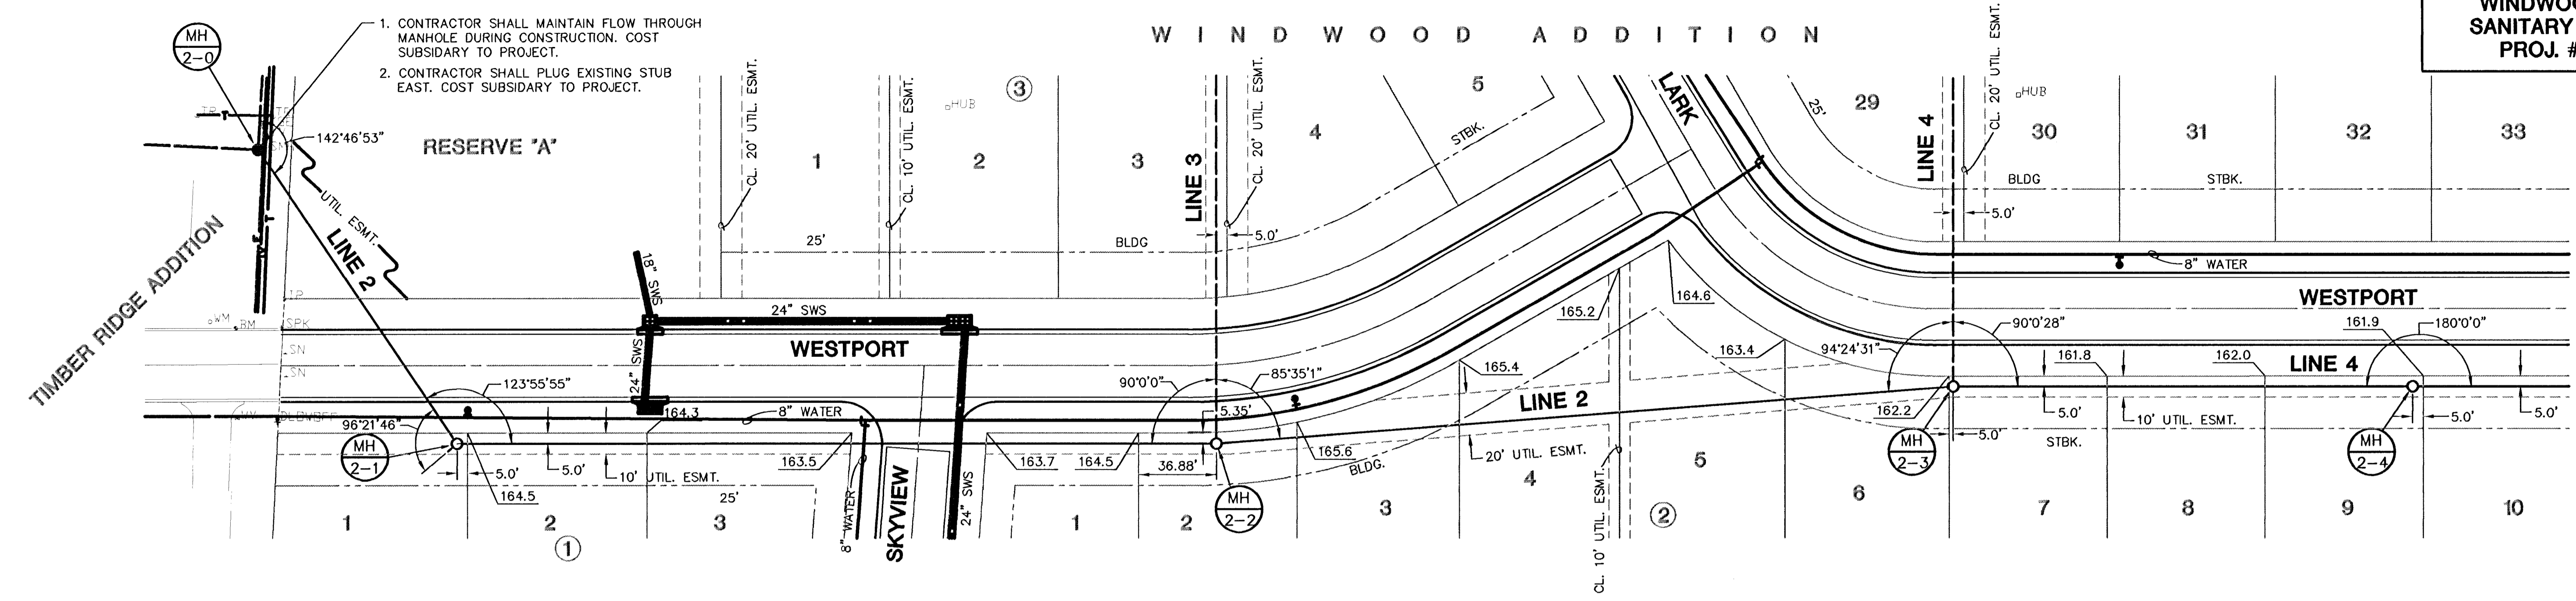 WINDWOOD ADDITION
SANITARY
PROJ. #
MH
2-0
1. CONTRACTOR SHALL MAINTAIN FLOW THROUGH
MANHOLE DURING CONSTRUCTION. COST
SUBSIDARY TO PROJECT.
2. CONTRACTOR SHALL PLUG EXISTING STUB
EAST. COST SUBSIDARY TO PROJECT.
142°46'53"
RESERVE "A"
UTIL. ESMT.
LINE 2
TIMBER RIDGE ADDITION
WM
BM
SPK
SN
SN
IP
3
HUB
CL. 20' UTIL. ESMT.
CL. 10' UTIL. ESMT.
1
2
3
LINE 3
CL. 20' UTIL. ESMT.
4
5
STBK.
LARK
25'
29
LINE 4
CL. 20' UTIL. ESMT.
HUB
30
31
32
33
BLDG
STBK.
5.0'
25'
BLDG
5.0'
18" SWS
24" SWS
24" SWS
WESTPORT
8" WATER
WESTPORT
165.2
164.6
90°0'28"
161.9
180°0'0"
123°55'55"
96°21'46"
MH
2-1
164.3
8" WATER
90°0'0"
85°35'1"
5.35'
165.4
163.4
94°24'31"
161.8
162.0
LINE 4
LINE 2
162.2
5.0'
10' UTIL. ESMT.
5.0'
5.0'
5.0'
STBK.
MH
2-3
MH
2-4
5.0'
164.5
5.0'
10' UTIL. ESMT.
25'
163.5
8" WATER
SKYVIEW
24" SWS
163.7
164.5
36.88'
MH
2-2
165.6
BLDG.
20' UTIL. ESMT.
CL. 10' UTIL. ESMT.
1
2
3
1
1
2
3
4
5
2
6
7
8
9
10